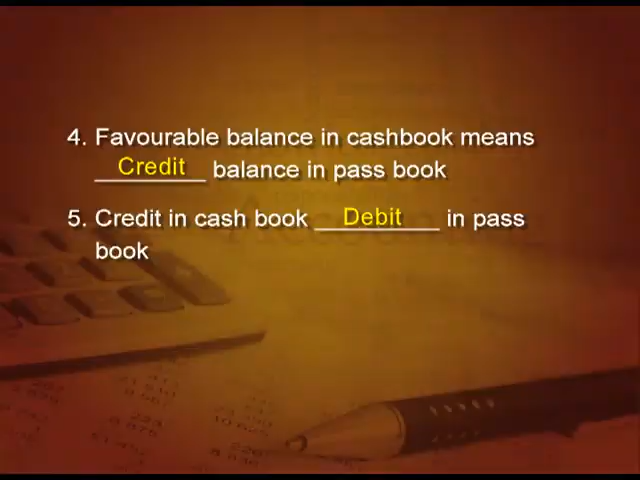 4. Favourable balance in cashbook means
Credit balance in pass book
5. Credit in cash book Debit in pass
book